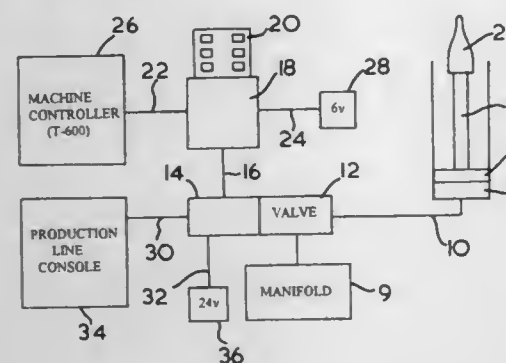 26
20
2
22
18
28
MACHINE
CONTROLLER
(T-600)
6v
24
14
16
12
VALVE
30
10
PRODUCTION
LINE
CONSOLE
32
24v
MANIFOLD
9
34
36